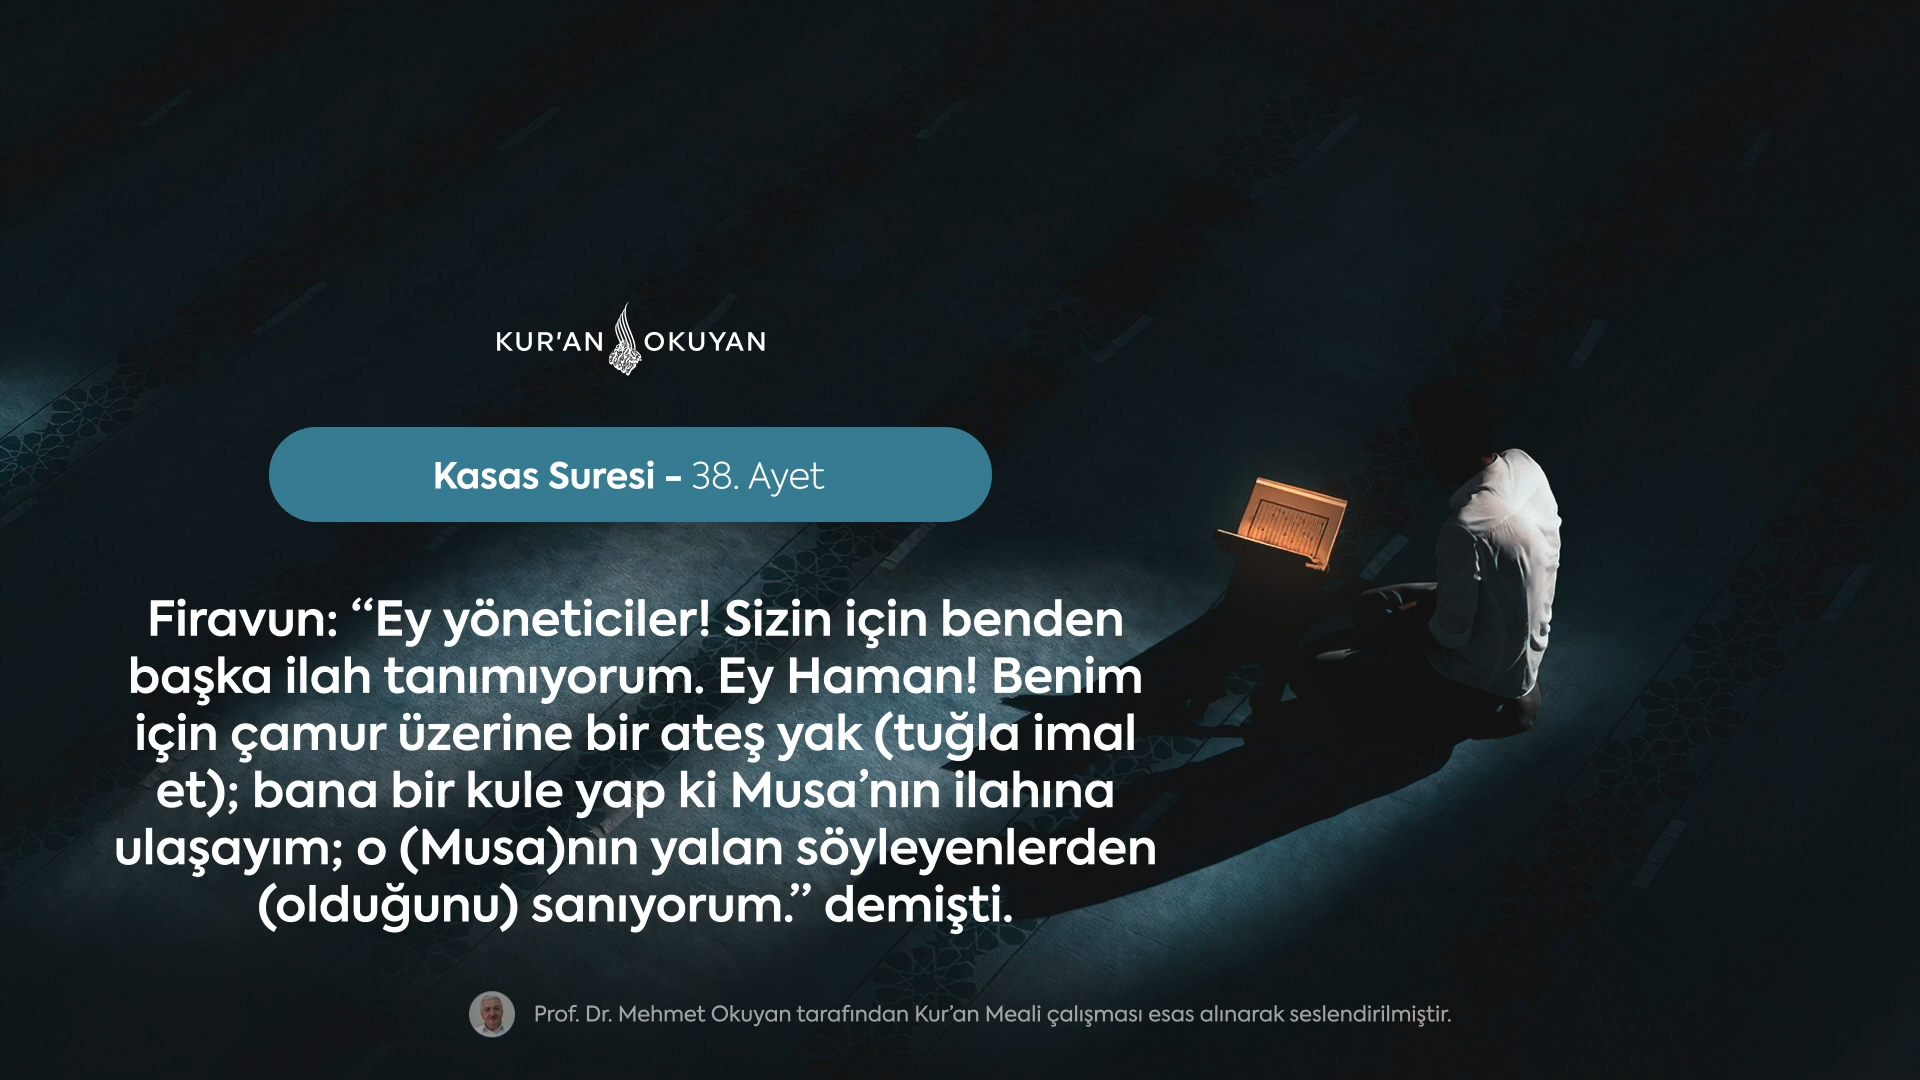 KUR'AN OKUYAN
Kasas Suresi - 38. Ayet
Firavun: “Ey yöneticiler! Sizin için benden
başka ilah tanımıyorum. Ey Haman! Benim
için çamur üzerine bir ateş yak (tuğla imal
et); bana bir kule yap ki Musa’nın ilahına
ulaşayım; o (Musa)nın yalan söyleyenlerden
(olduğunu) sanıyorum.” demişti.
Prof. Dr. Mehmet Okuyan tarafından Kur’an Meali çalışması esas alınarak seslendirilmiştir.